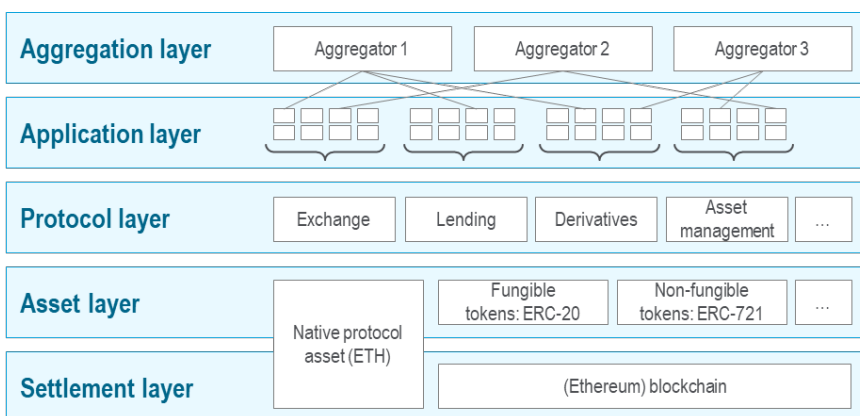 Aggregation layer
Aggregator 1
Aggregator 2
Aggregator 3
Application layer
Protocol layer
Exchange
Lending
Derivatives
Asset
management
...
Asset layer
Native protocol
asset (ETH)
Fungible
tokens: ERC-20
Non-fungible
tokens: ERC-721
...
Settlement layer
(Ethereum) blockchain